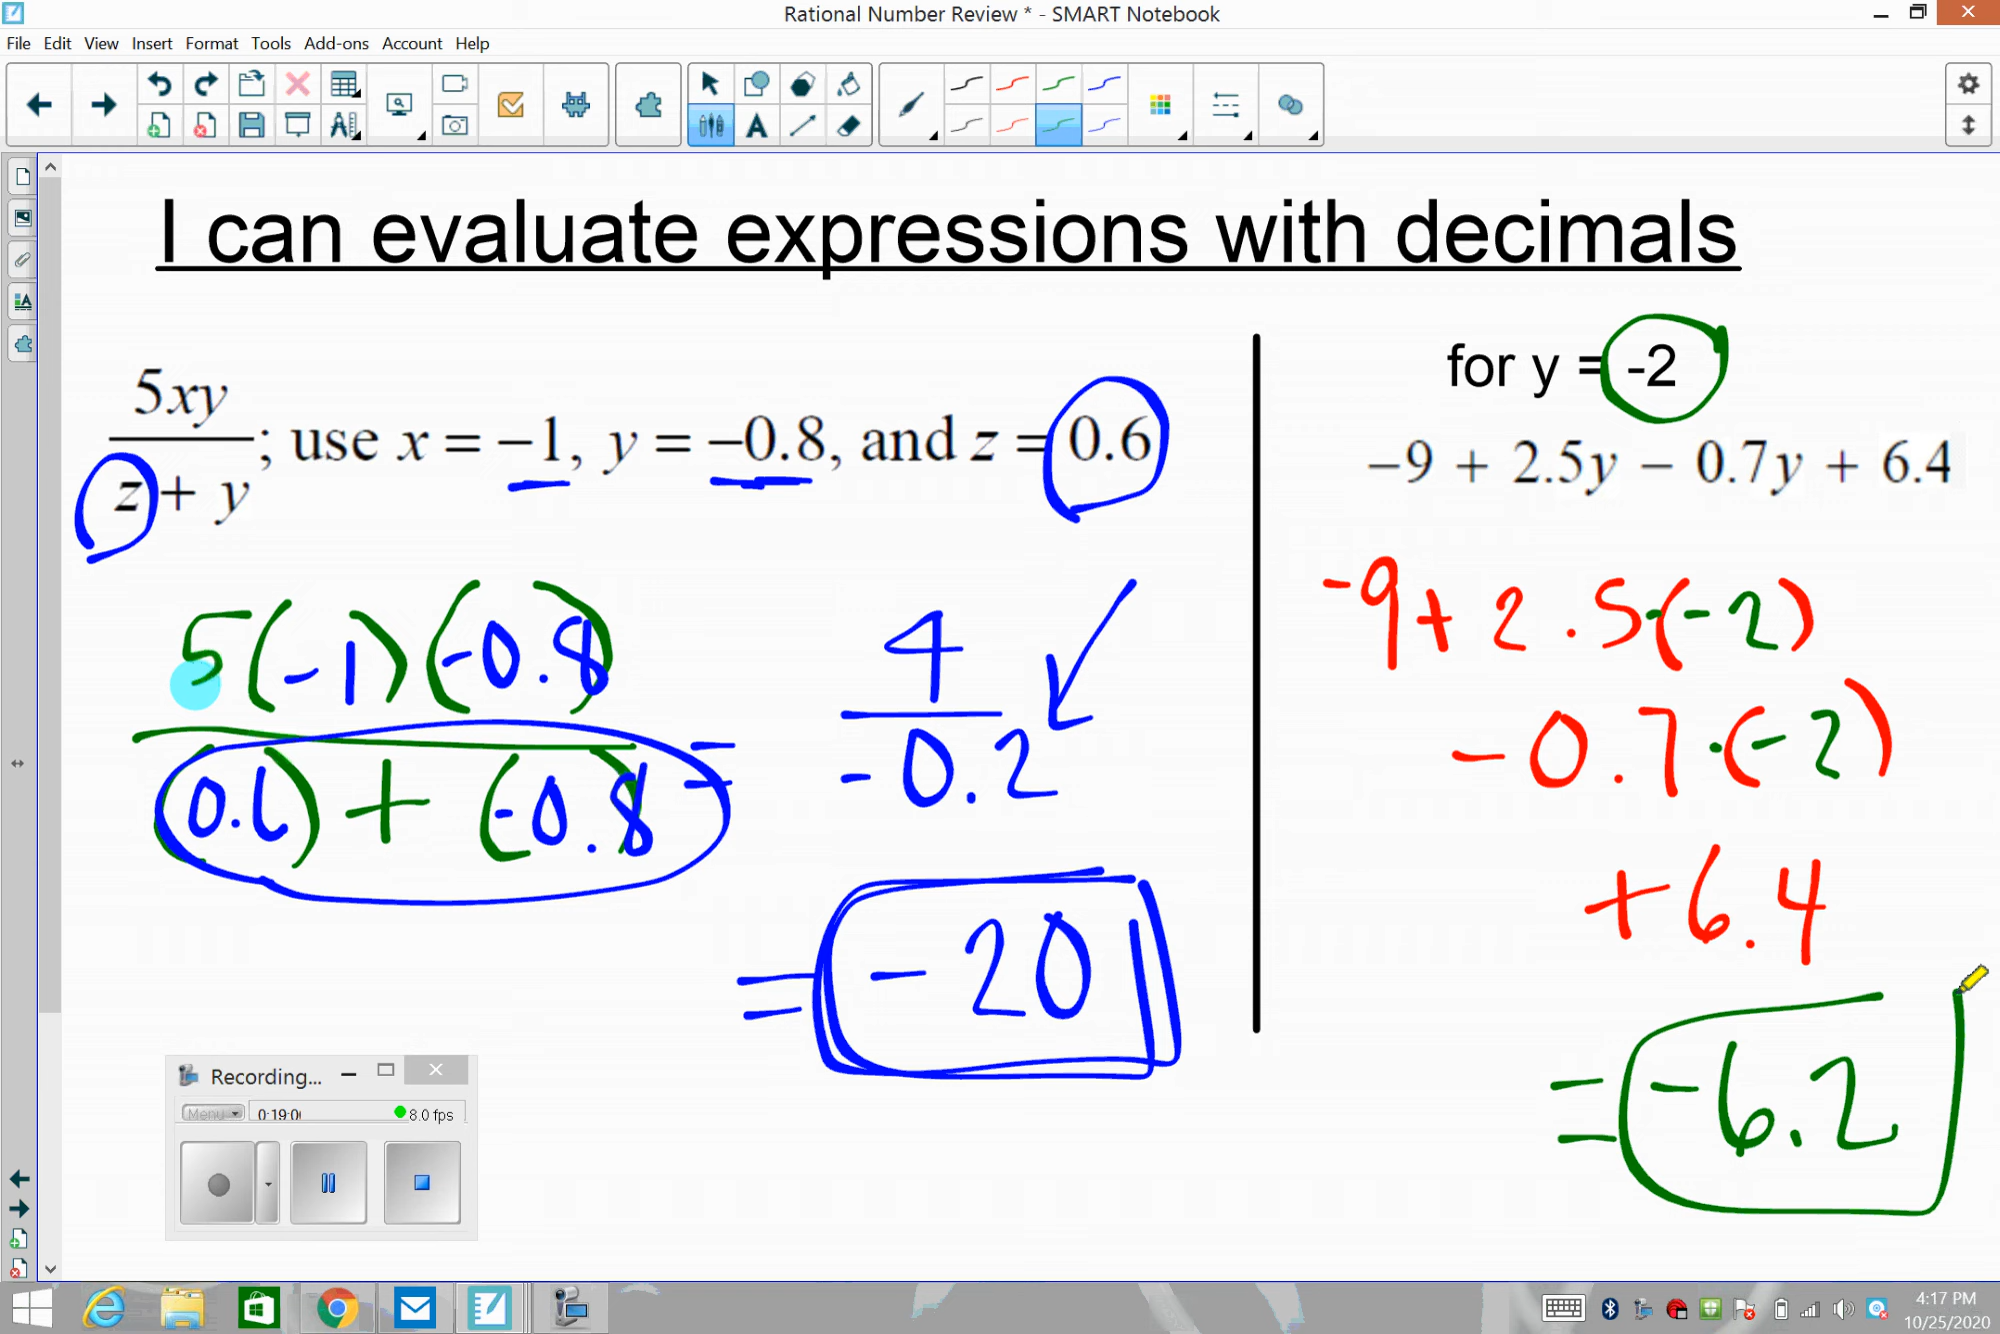 Rational Number Review * - SMART Notebook
File Edit View Insert Format Tools Add-ons Account Help
I can evaluate expressions with decimals
5xy
z + y
; use x = −1, y = −0.8, and z = 0.6
5(-1)(-0.8)
(0.6) + (-0.8)
=
4
-0.2
= -20
for y = -2
−9 + 2.5y − 0.7y + 6.4
-9 + 2.5·(-2)
-0.7·(-2)
+6.4
= -6.2
Recording...
Menu
8.0 fps
4:17 PM
10/25/2020